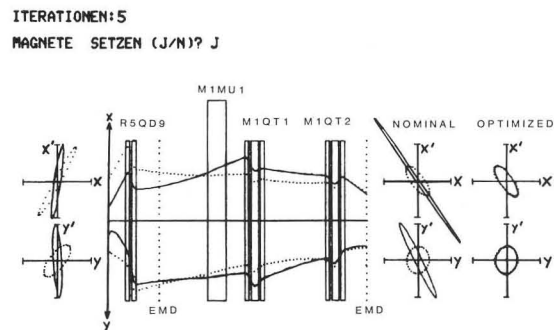 ITERATIONEN:5
MAGNETE SETZEN (J/N)? J
M1MU1
x R5QD9 M1QT1 M1QT2 NOMINAL OPTIMIZED
x' x' x'
x x x
y' y' y'
y y y
EMD EMD
y